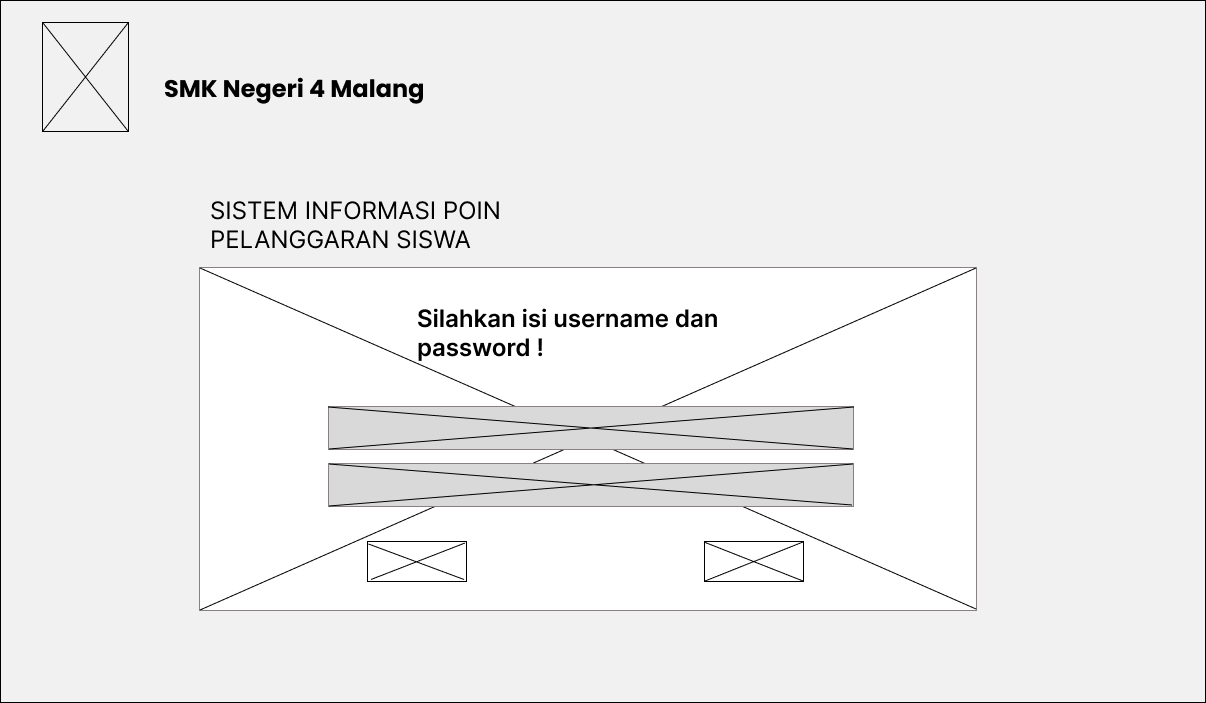 SMK Negeri 4 Malang
SISTEM INFORMASI POIN
PELANGGARAN SISWA
Silahkan isi username dan
password !